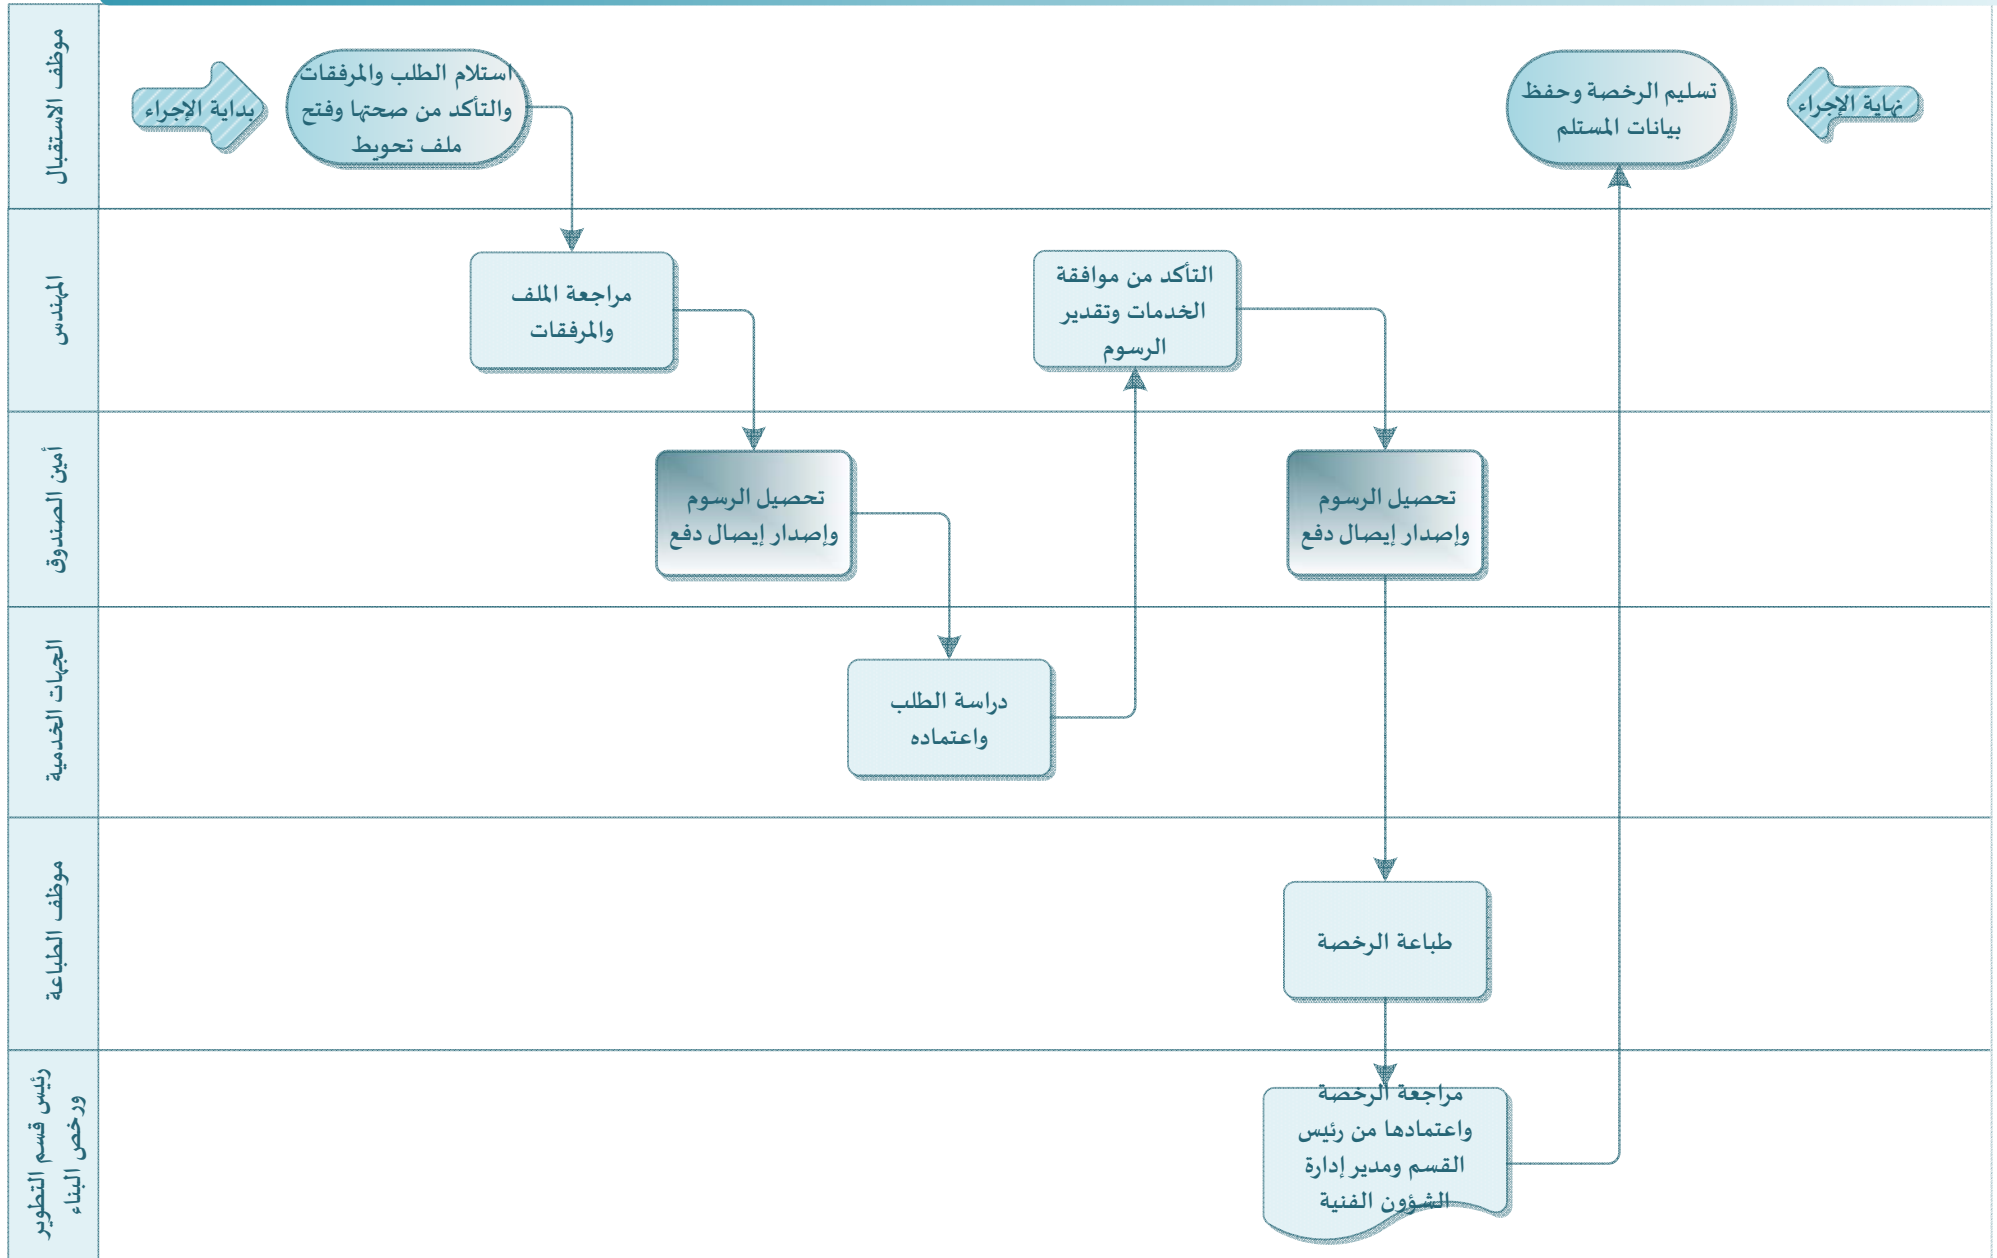 موظف الاستقبال
بداية الإجراء
استلام الطلب والمرفقات
والتأكد من صحتها وفتح
ملف تحويط
تسليم الرخصة وحفظ
بيانات المستلم
نهاية الإجراء
المهندس
مراجعة الملف
والمرفقات
التأكد من موافقة
الخدمات وتقدير
الرسوم
أمين الصندوق
تحصيل الرسوم
وإصدار إيصال دفع
تحصيل الرسوم
وإصدار إيصال دفع
الجهات الخدمية
دراسة الطلب
واعتماده
موظف الطباعة
طباعة الرخصة
رئيس قسم التطوير
ورخص البناء
مراجعة الرخصة
واعتمادها من رئيس
القسم ومدير إدارة
الشؤون الفنية